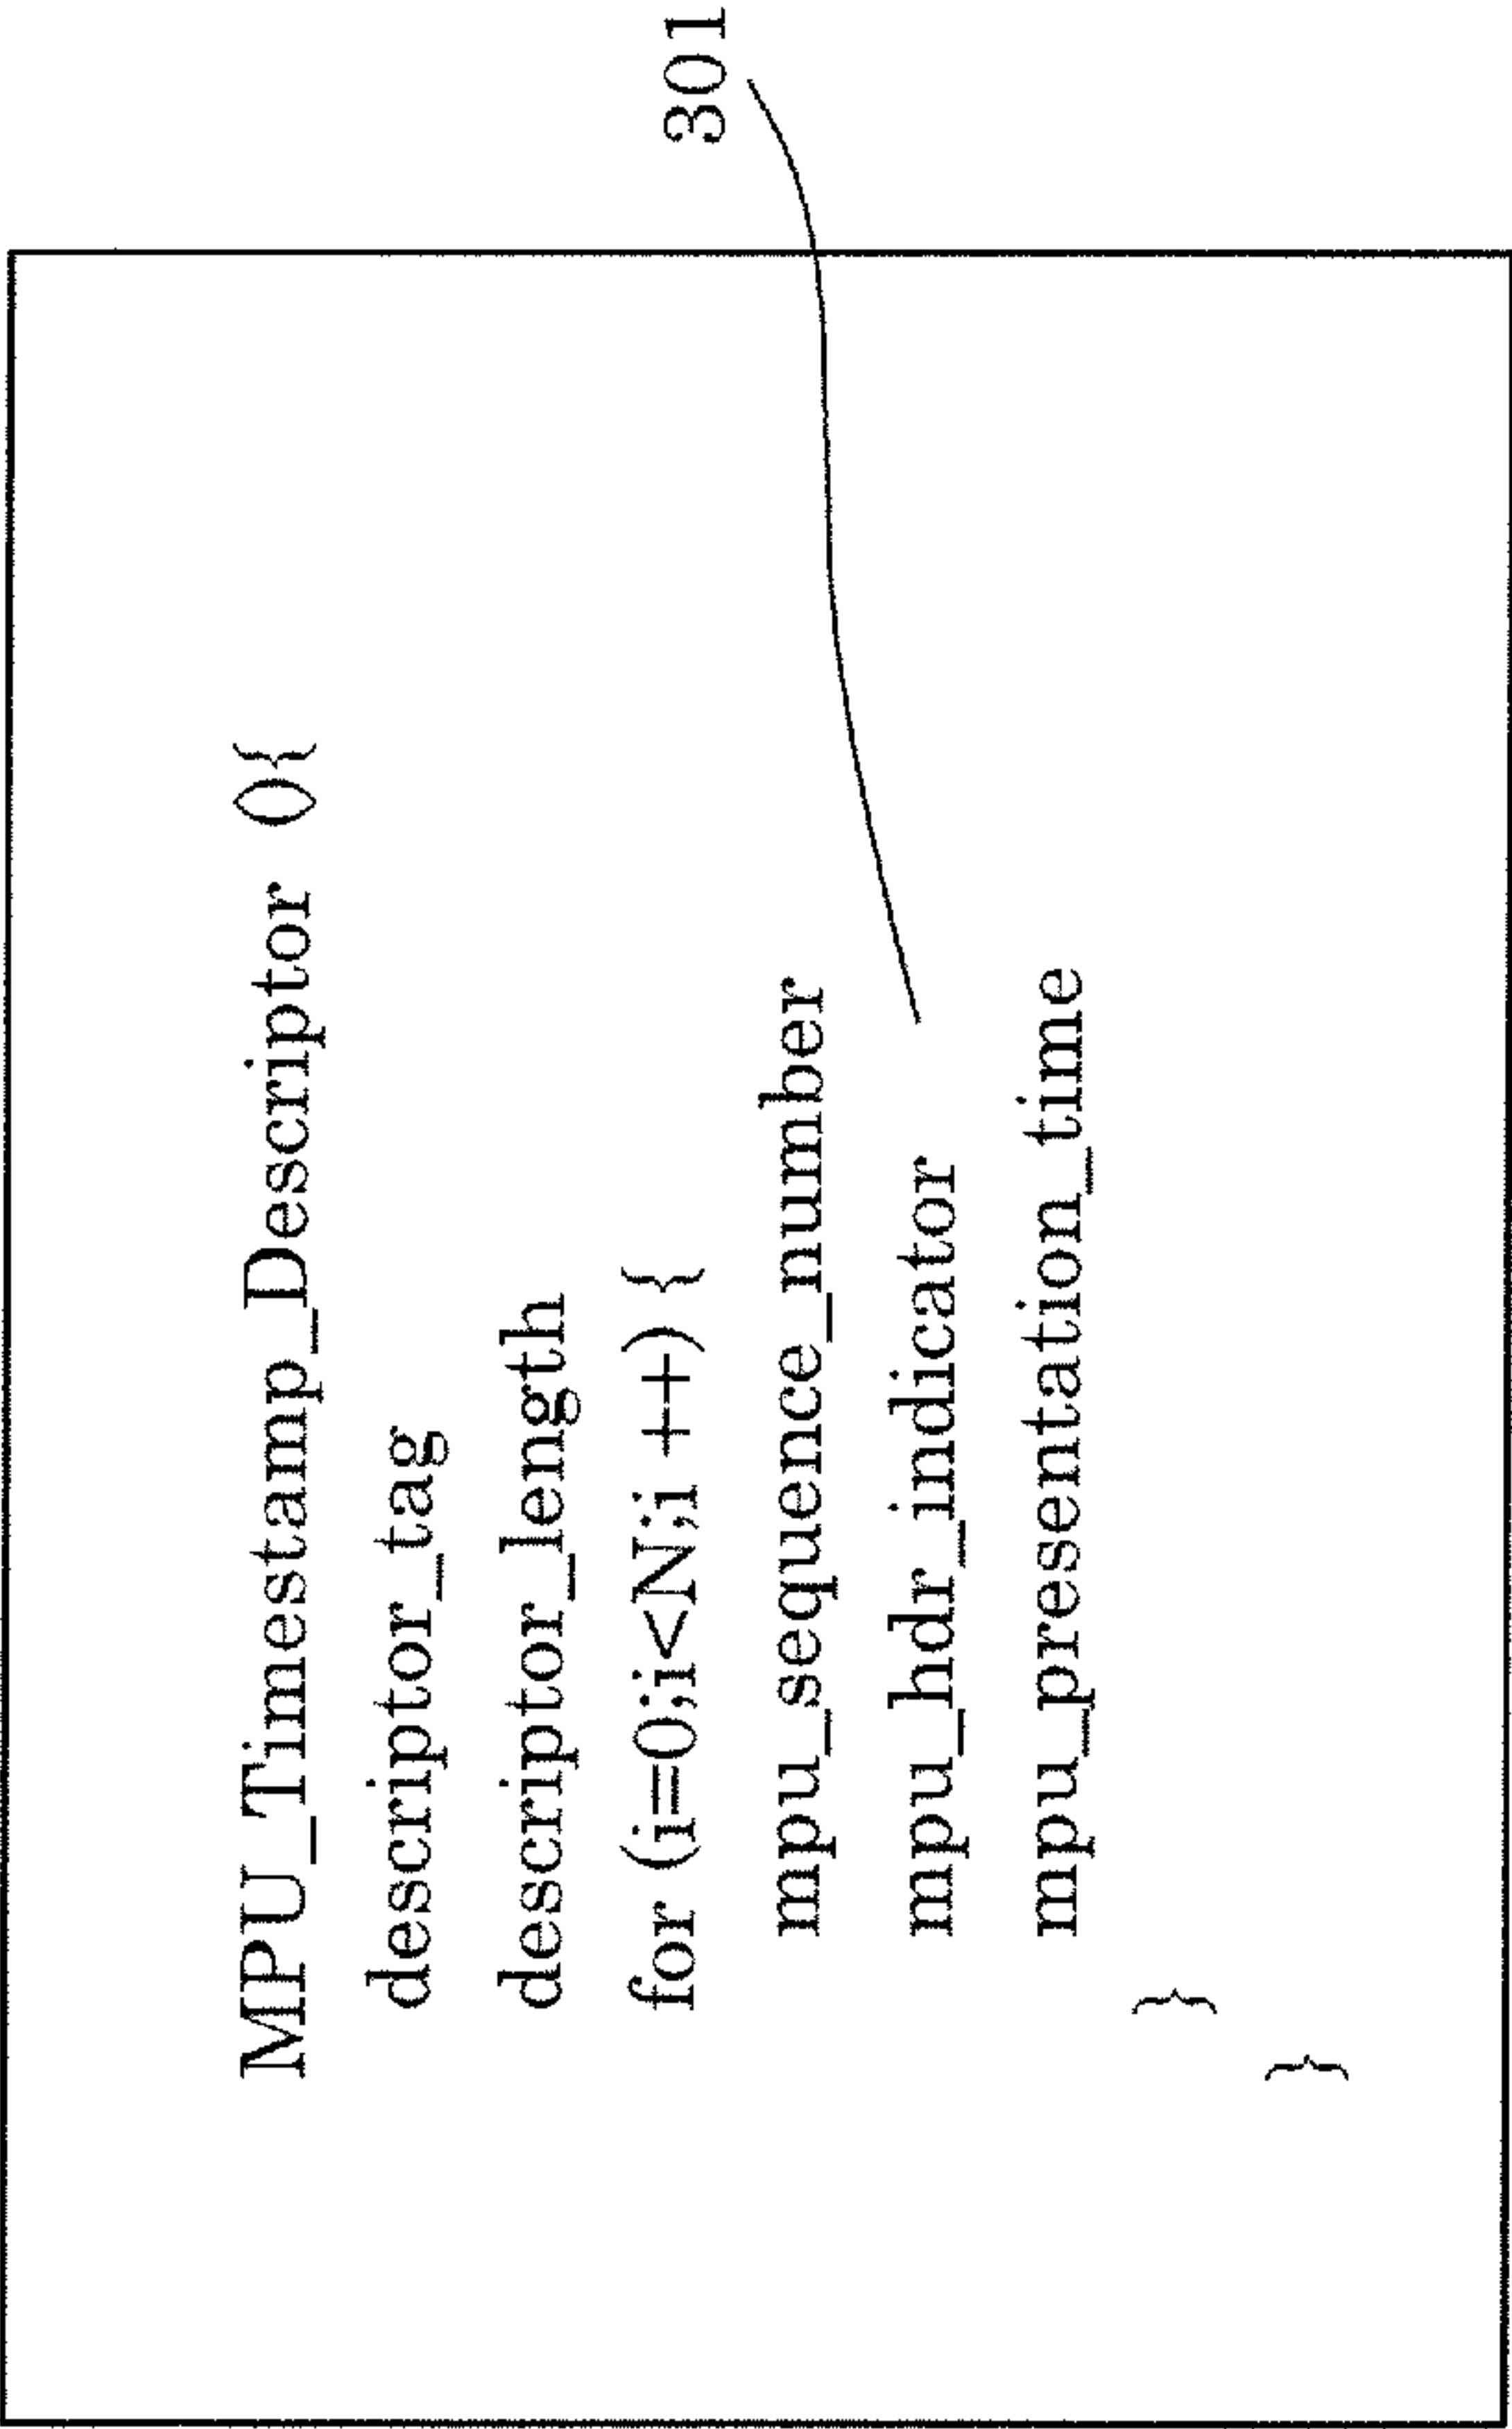 MPU_Timestamp_Descriptor (){
descriptor_tag
descriptor_length
for (i=0;i<N;i ++) {
mpu_sequence_number
mpu_hdr_indicator
301
mpu_presentation_time
}
}